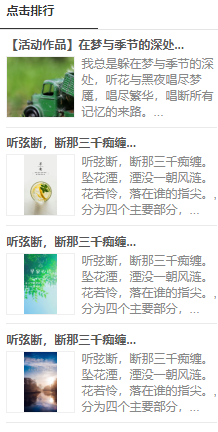 点击排行
【活动作品】在梦与季节的深处...
我总是躲在梦与季节的深
处，听花与黑夜唱尽梦
魇，唱尽繁华，唱断所有
记忆的来路。...
听弦断，断那三千痴缠...
听弦断，断那三千痴缠。
坠花湮，湮没一朝风涟。
花若怜，落在谁的指尖。,
分为四个主要部分，...
听弦断，断那三千痴缠...
听弦断，断那三千痴缠。
坠花湮，湮没一朝风涟。
花若怜，落在谁的指尖。,
分为四个主要部分，...
听弦断，断那三千痴缠...
听弦断，断那三千痴缠。
坠花湮，湮没一朝风涟。
花若怜，落在谁的指尖。,
分为四个主要部分，...